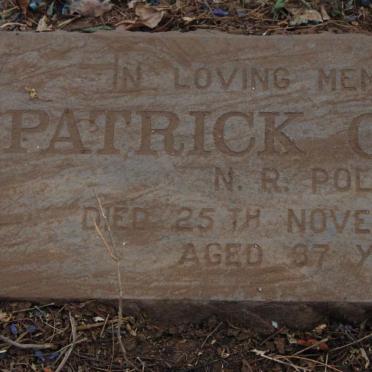 IN LOVING MEM
PATRICK
N. R. POL
DIED 25TH NOVE
AGED 37 Y